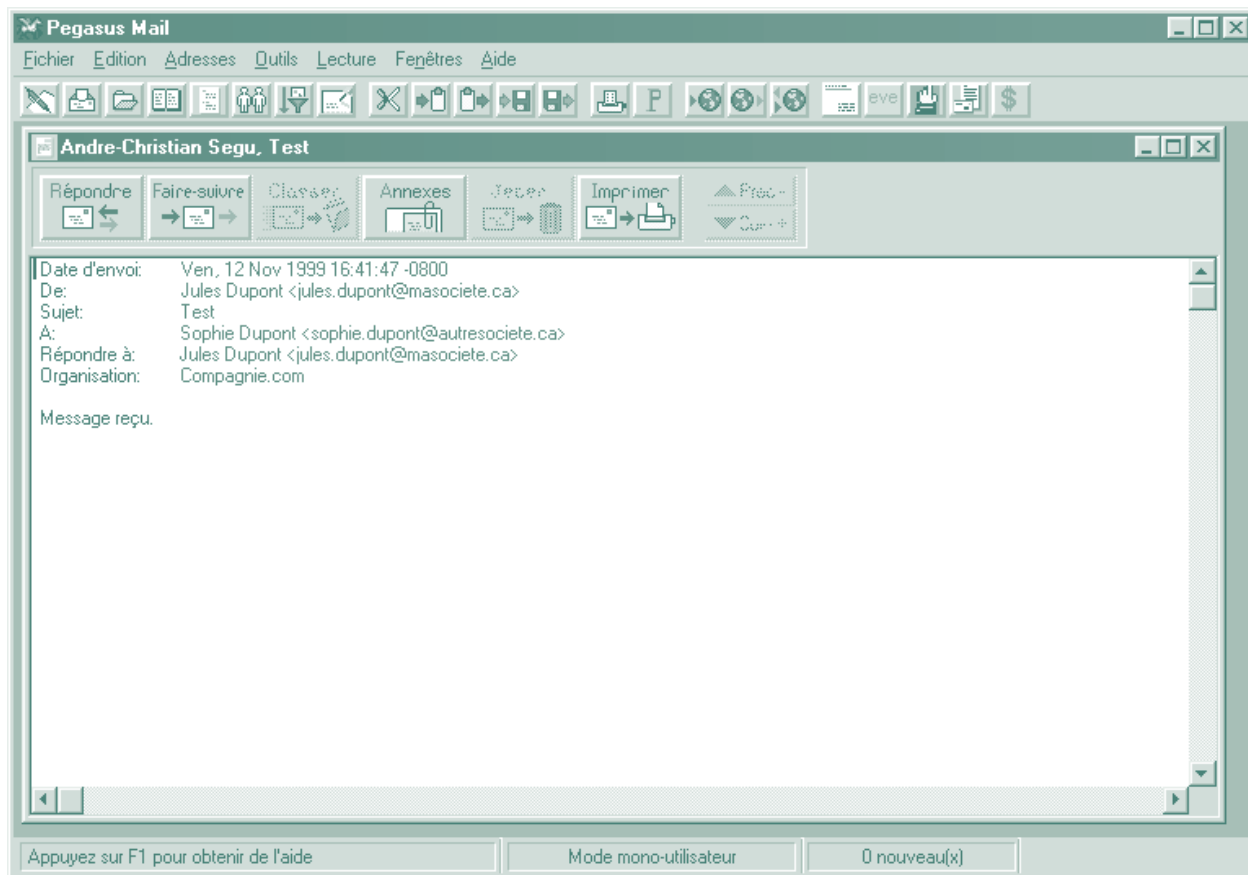 Pegasus Mail
Fichier Edition Adresses Outils Lecture Fenêtres Aide
P eve $
Andre-Christian Segu, Test
Répondre Faire-suivre Classer Annexes Jeter Imprimer
Date d'envoi: Ven, 12 Nov 1999 16:41:47 -0800
De: Jules Dupont <jules.dupont@masociete.ca>
Sujet: Test
A: Sophie Dupont <sophie.dupont@autresociete.ca>
Répondre à: Jules Dupont <jules.dupont@masociete.ca>
Organisation: Compagnie.com
Message reçu.
Appuyez sur F1 pour obtenir de l'aide Mode mono-utilisateur 0 nouveau(x)